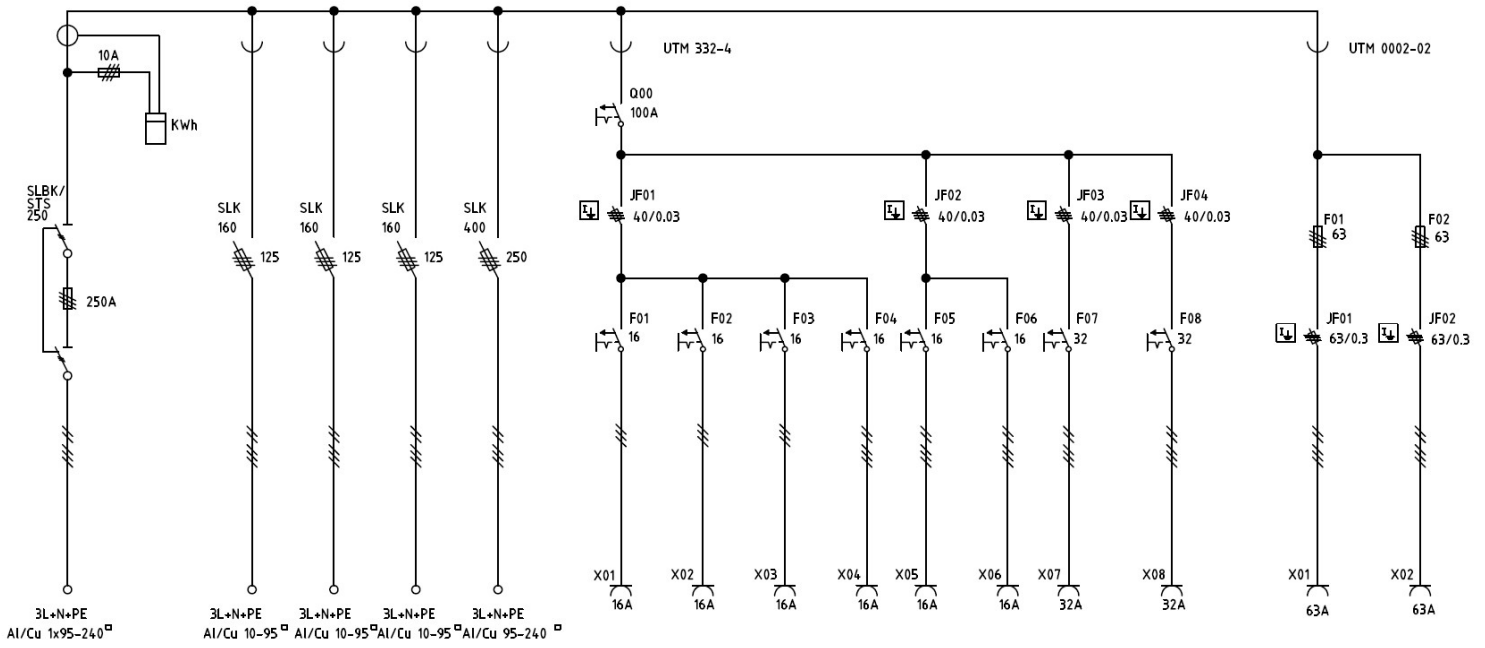 UTM 332-4
UTM 0002-02
10A
KWh
Q00
100A
SLBK/
STS
250
SLK
160
125
SLK
160
125
SLK
160
125
SLK
400
250
250A
JF01
40/0.03
JF02
40/0.03
JF03
40/0.03
JF04
40/0.03
F01
63
F02
63
F01
16
F02
16
F03
16
F04
16
F05
16
F06
16
F07
32
F08
32
JF01
63/0.3
JF02
63/0.3
X01
16A
X02
16A
X03
16A
X04
16A
X05
16A
X06
16A
X07
32A
X08
32A
X01
63A
X02
63A
3L+N+PE
Al/Cu 1x95-240□
3L+N+PE
Al/Cu 10-95□
3L+N+PE
Al/Cu 10-95□
3L+N+PE
Al/Cu 10-95□
3L+N+PE
Al/Cu 95-240 □